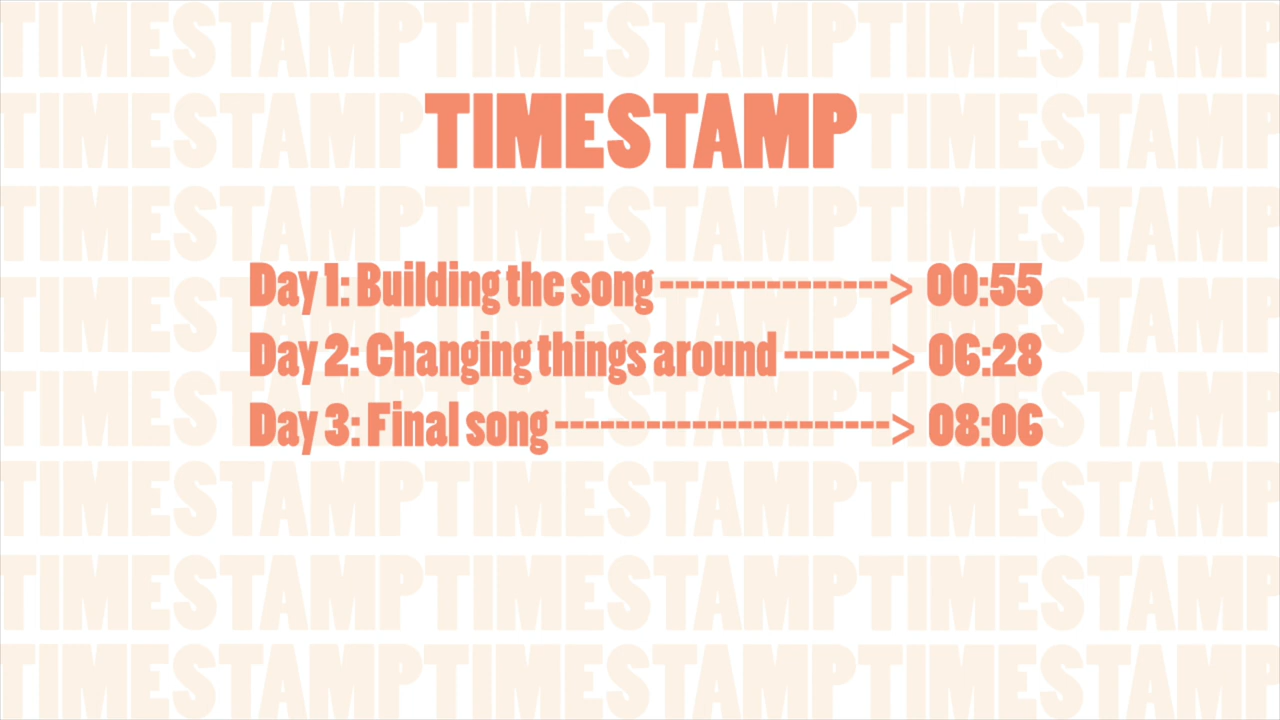 TIMESTAMP
Day 1: Building the song --------------> 00:55
Day 2: Changing things around ------> 06:28
Day 3: Final song --------------------> 08:06